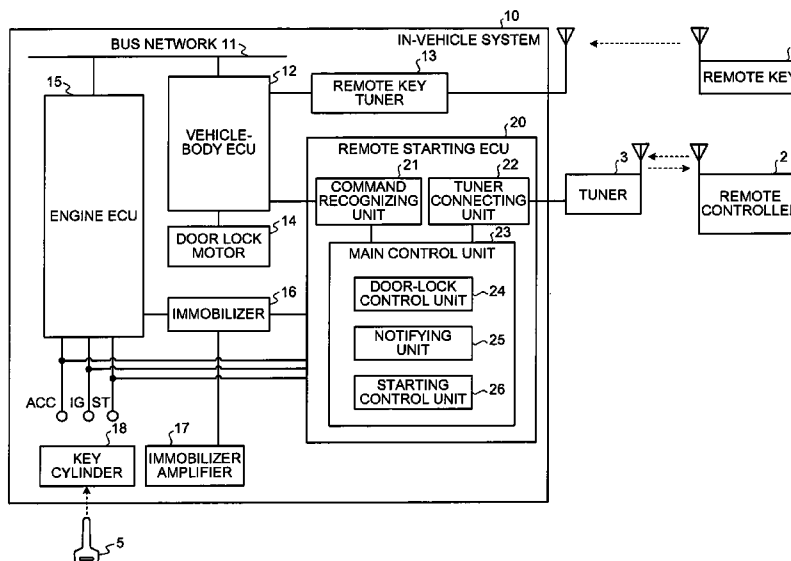 10
BUS NETWORK 11
IN-VEHICLE SYSTEM
15
12
13
REMOTE KEY
TUNER
REMOTE KEY
VEHICLE-
BODY ECU
ENGINE ECU
20
REMOTE STARTING ECU
21
22
3
2
COMMAND
RECOGNIZING
UNIT
TUNER
CONNECTING
UNIT
TUNER
REMOTE
CONTROLLER
14
DOOR LOCK
MOTOR
23
MAIN CONTROL UNIT
16
IMMOBILIZER
DOOR-LOCK
CONTROL UNIT
24
NOTIFYING
UNIT
25
STARTING
CONTROL UNIT
26
ACC
IG
ST
18
17
KEY
CYLINDER
IMMOBILIZER
AMPLIFIER
5